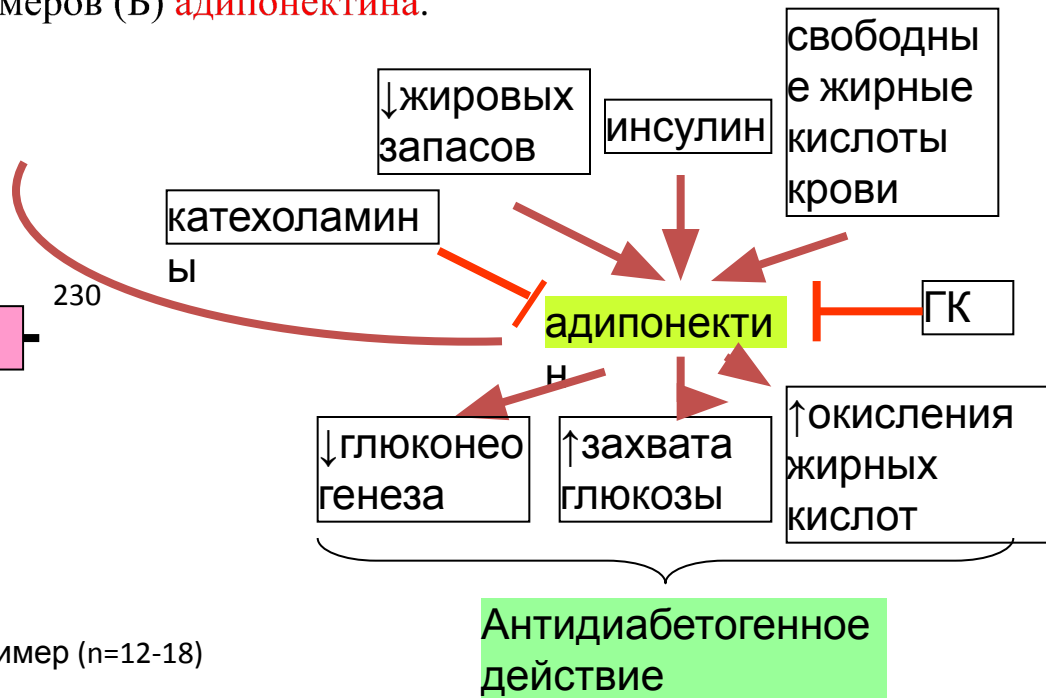 меров (Б) адипонектина.
↓жировых
запасов
инсулин
свободны
е жирные
кислоты
крови
катехоламин
ы
230
адипонекти
н
ГК
↓глюконео
генеза
↑захвата
глюкозы
↑окисления
жирных
кислот
Антидиабетогенное
действие
имер (n=12-18)